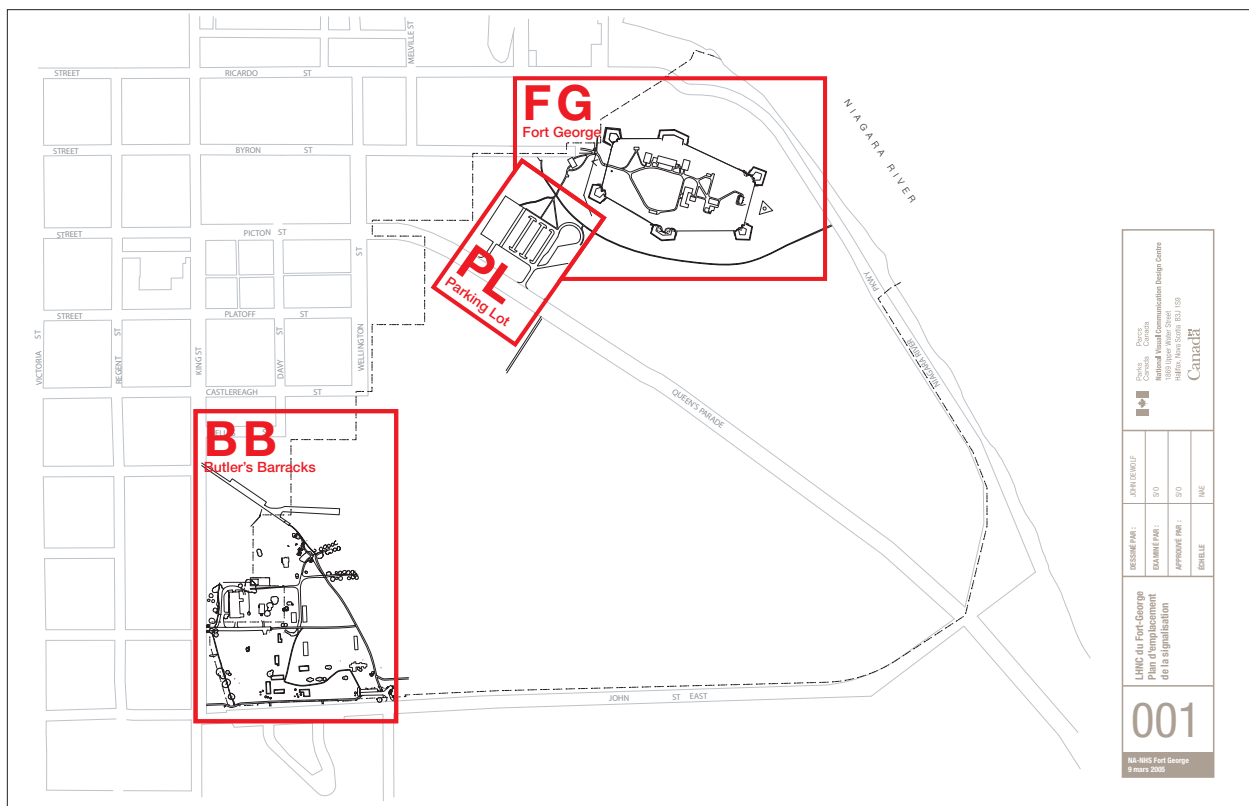 MELVILLE ST
STREET
RICARDO ST
FG
Fort George
NIAGARA RIVER
STREET
BYRON ST
STREET
PICTON ST
ST
PL
Parking Lot
STREET
PLATOFF ST
VICTORIA ST
REGENT ST
KING ST
DAVY ST
WELLINGTON
PKWY
NIAGARA RIVER
CASTLEREAGH ST
QUEEN'S PARADE
BB
Butler's Barracks
JOHN ST EAST
Parks Canada
Parcs Canada
National Visual Communication Design Centre
1869 Upper Water Street
Halifax, Nova Scotia B3J 1S9
Canada
DESSINÉ PAR :
JOHN DEWOLF
EXAMINÉ PAR :
S/O
APPROUVÉ PAR :
S/O
ÉCHELLE
NAE
LHNC du Fort-George
Plan d'emplacement
de la signalisation
001
NA-NHS Fort George
9 mars 2005